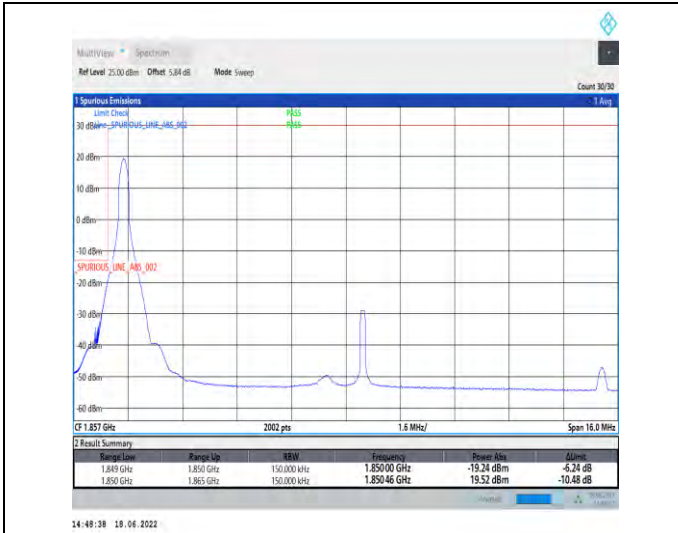 MultiView Spectrum
Ref Level 25.00 dBm Offset 5.84 dB Mode Sweep
Count 30/30
1 Spurious Emissions
1 Avg
Limit Check PASS
30 dBm
Line _SPURIOUS_LINE_ABS_002 PASS
20 dBm
10 dBm
0 dBm
-10 dBm
_SPURIOUS_LINE_ABS_002
-20 dBm
-30 dBm
-40 dBm
-50 dBm
-60 dBm
CF 1.857 GHz 2002 pts 1.6 MHz/ Span 16.0 MHz
2 Result Summary
Range Low Range Up RBW Frequency Power Abs ΔLimit
1.849 GHz 1.850 GHz 150.000 kHz 1.85000 GHz -19.24 dBm -6.24 dB
1.850 GHz 1.865 GHz 150.000 kHz 1.85046 GHz 19.52 dBm -10.48 dB
14:48:38 18.06.2022